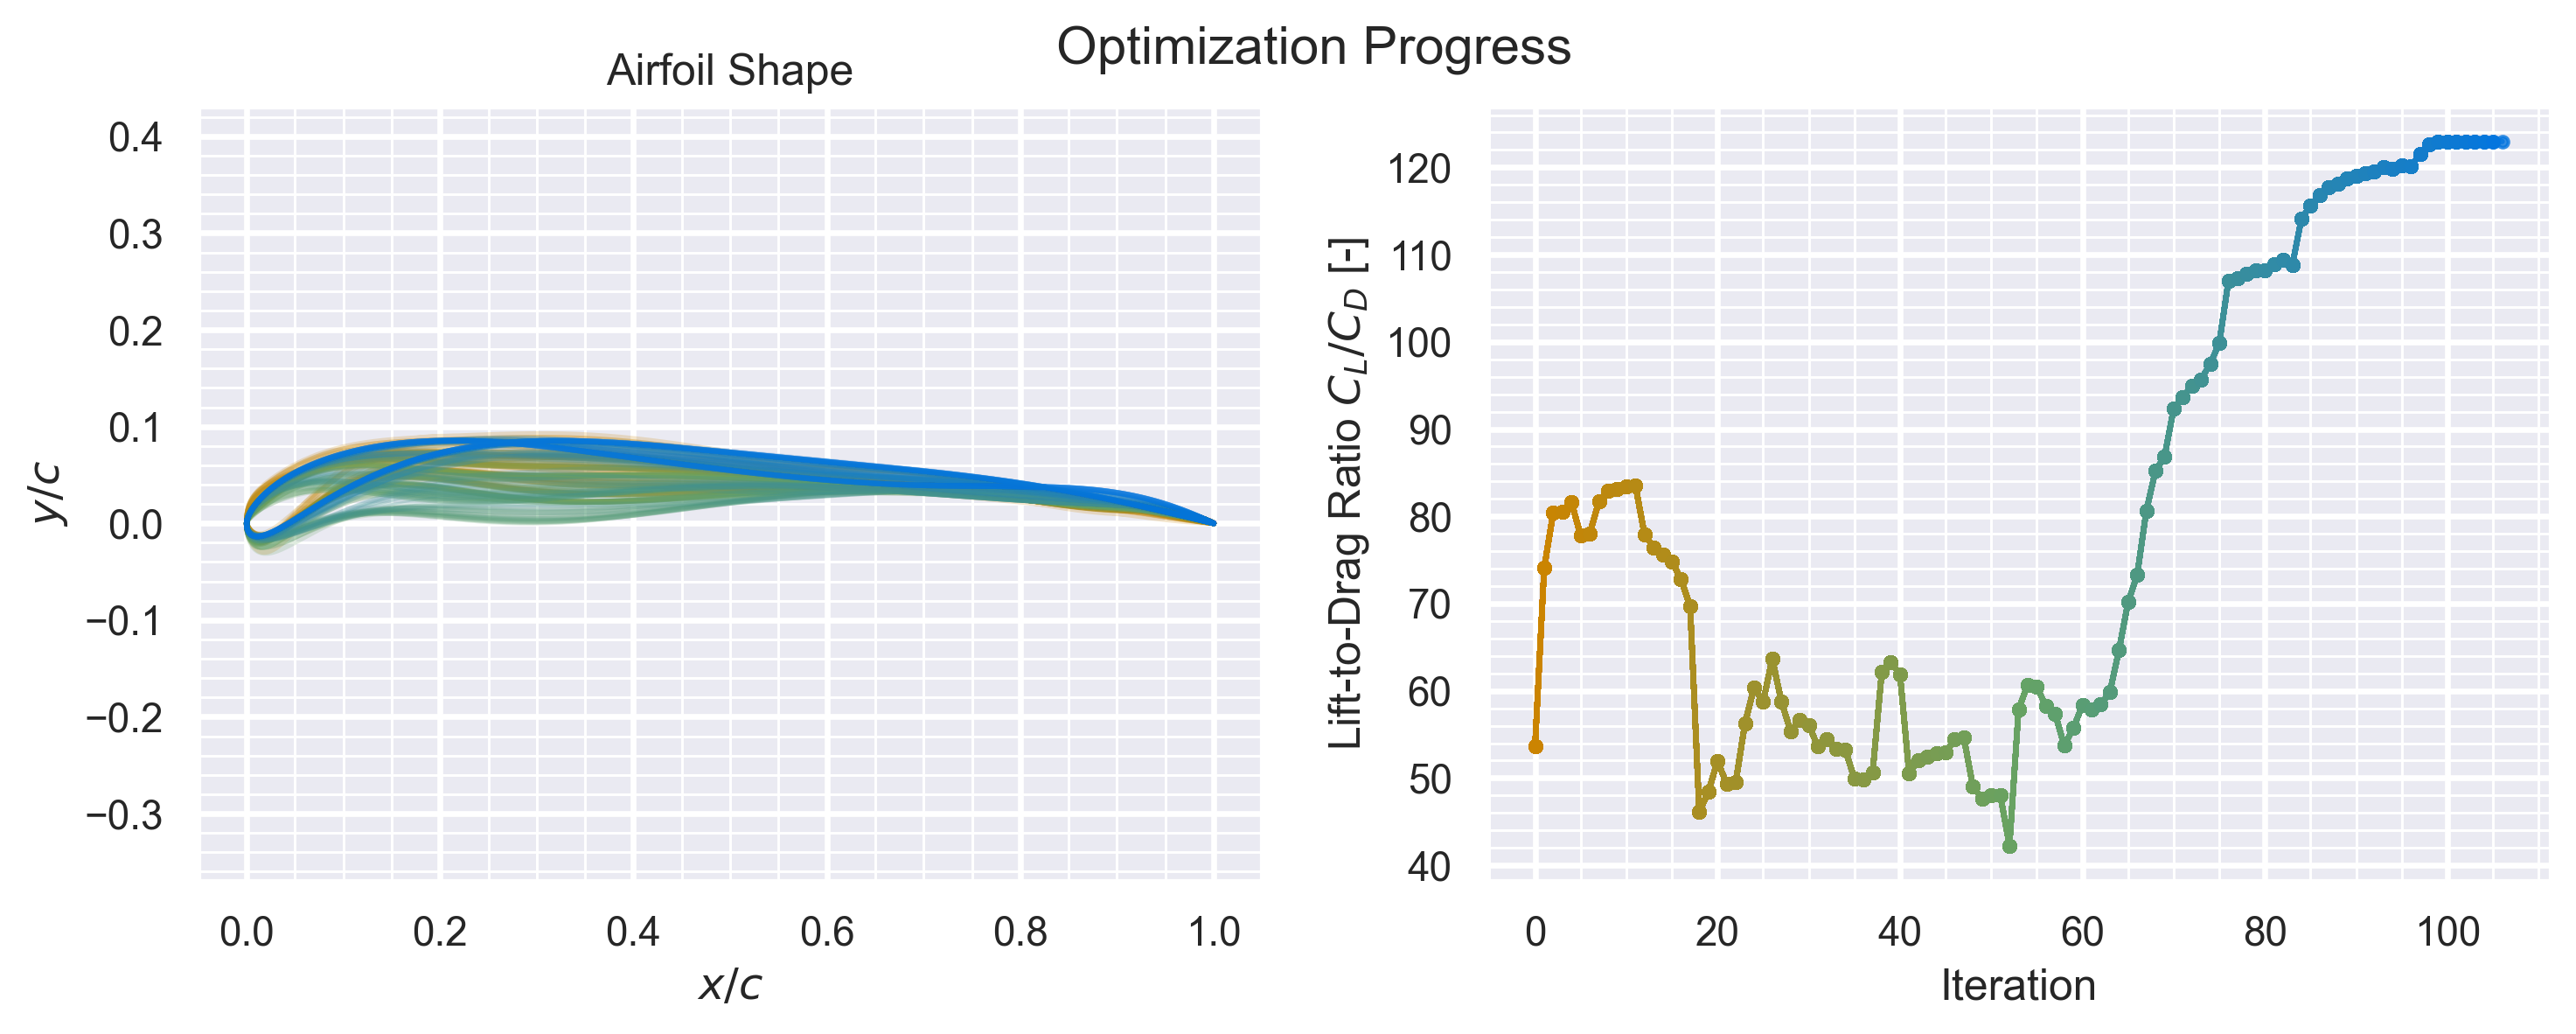 Optimization Progress
Airfoil Shape
y/c
0.4
0.3
0.2
0.1
0.0
−0.1
−0.2
−0.3
0.0 0.2 0.4 0.6 0.8 1.0
x/c
Lift-to-Drag Ratio C_L/C_D [-]
120
110
100
90
80
70
60
50
40
0 20 40 60 80 100
Iteration